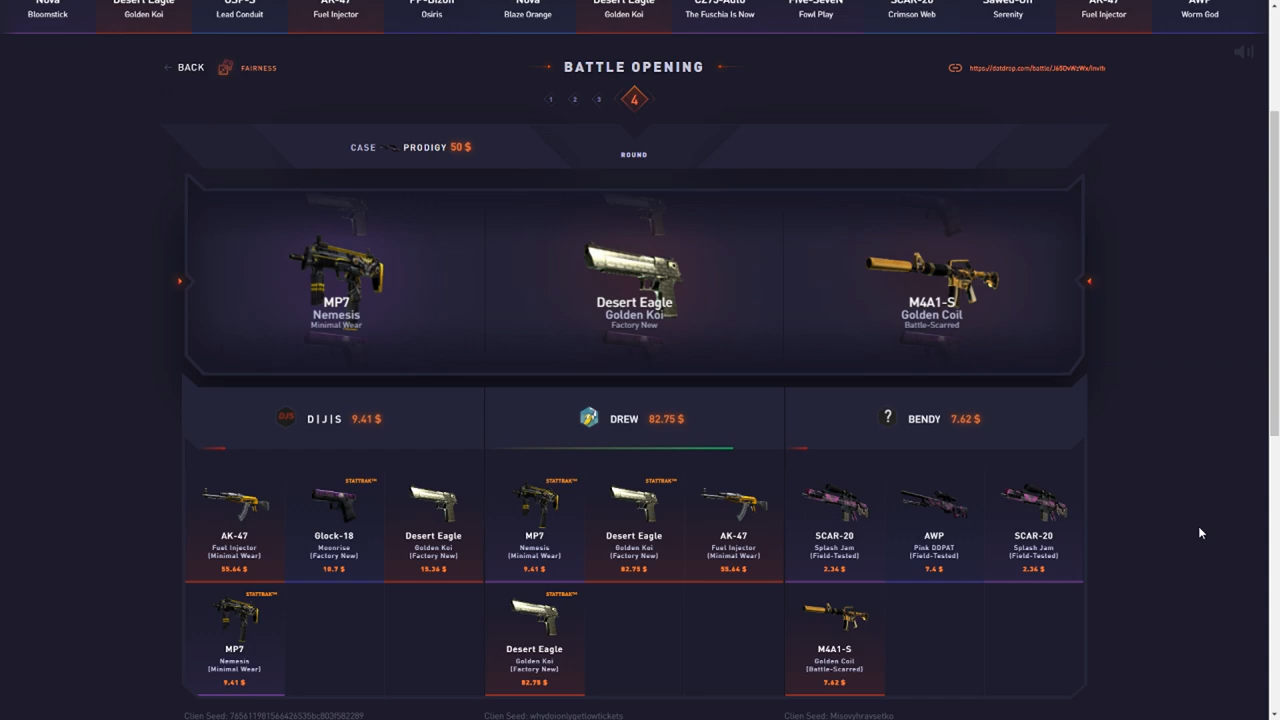 Nova Desert Eagle USP-S AK-47 PP-Bizon Nova Desert Eagle CZ75-Auto Five-SeveN SCAR-20 Sawed-Off AK-47 AWP
Bloomstick Golden Koi Lead Conduit Fuel Injector Osiris Blaze Orange Golden Koi The Fuschia Is Now Fowl Play Crimson Web Serenity Fuel Injector Worm God
← BACK FAIRNESS BATTLE OPENING
1 2 3 4
CASE PRODIGY 50 $
ROUND
MP7 Desert Eagle M4A1-S
Nemesis Golden Koi Golden Coil
Minimal Wear Factory New Battle-Scarred
DJS D|J|S 9.41 $ DREW 82.75 $ ? BENDY 7.62 $
STATTRAK™ STATTRAK™ STATTRAK™
AK-47 Glock-18 Desert Eagle MP7 Desert Eagle AK-47 SCAR-20 AWP SCAR-20
Fuel Injector Moonrise Golden Koi Nemesis Golden Koi Fuel Injector Splash Jam Pink DDPAT Splash Jam
(Minimal Wear) (Factory New) (Factory New) (Minimal Wear) (Factory New) (Minimal Wear) (Field-Tested) (Field-Tested) (Field-Tested)
55.64 $ 10.7 $ 15.36 $ 9.41 $ 82.75 $ 55.64 $ 2.34 $ 7.4 $ 2.34 $
STATTRAK™ STATTRAK™
MP7 Desert Eagle M4A1-S
Nemesis Golden Koi Golden Coil
(Minimal Wear) (Factory New) (Battle-Scarred)
9.41 $ 82.75 $ 7.62 $
Clien Seed: whydoionlygetlowtickets Clien Seed: Misovyhravsetko